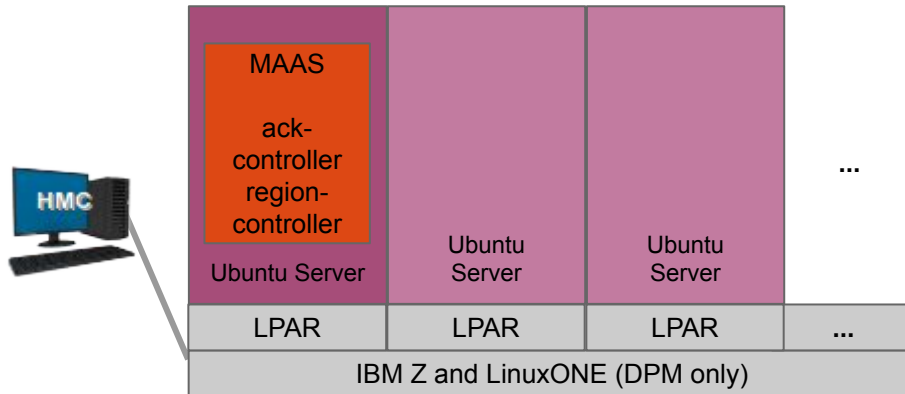 MAAS
ack-
controller
region-
controller
Ubuntu Server
Ubuntu
Server
Ubuntu
Server
...
HMC
LPAR
LPAR
LPAR
...
IBM Z and LinuxONE (DPM only)